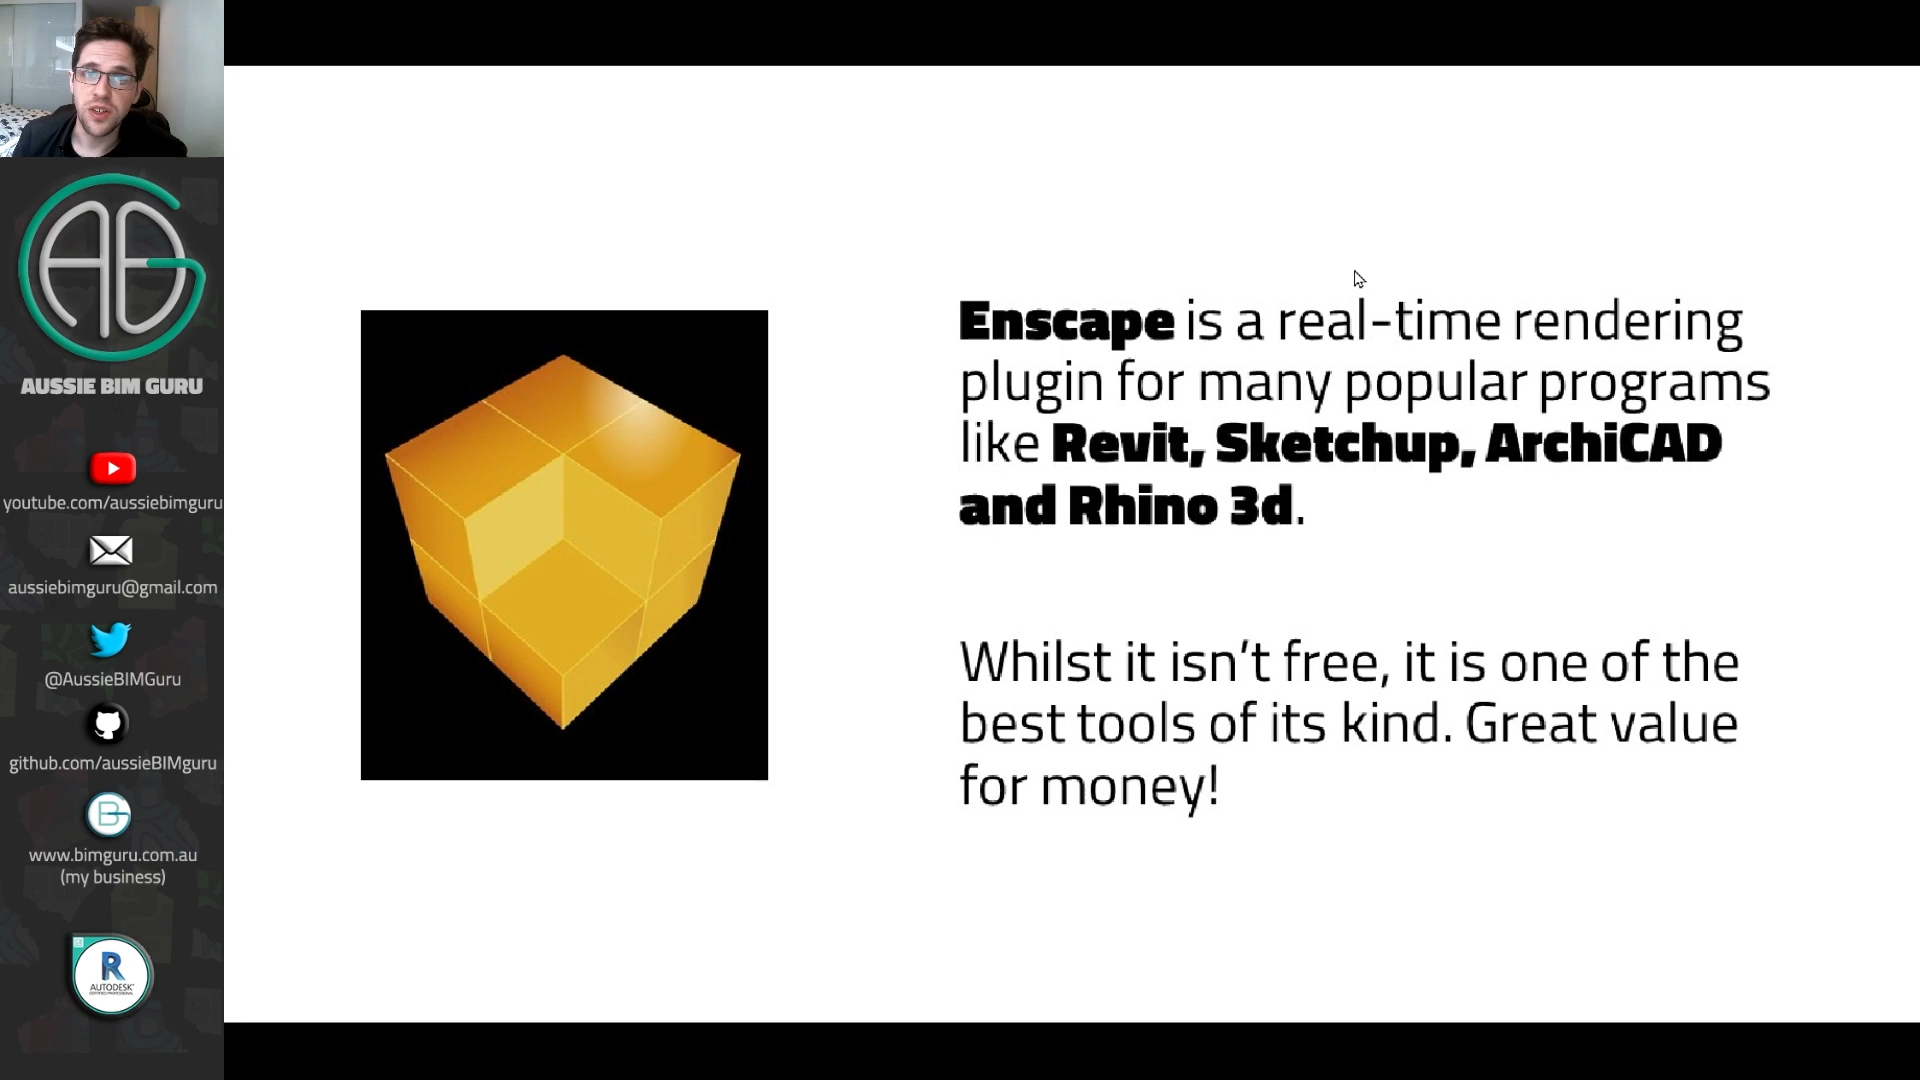 AUSSIE BIM GURU
youtube.com/aussiebimguru
aussiebimguru@gmail.com
@AussieBIMGuru
github.com/aussieBIMguru
www.bimguru.com.au
(my business)
R
AUTODESK
Enscape is a real-time rendering
plugin for many popular programs
like Revit, Sketchup, ArchiCAD
and Rhino 3d.
Whilst it isn't free, it is one of the
best tools of its kind. Great value
for money!